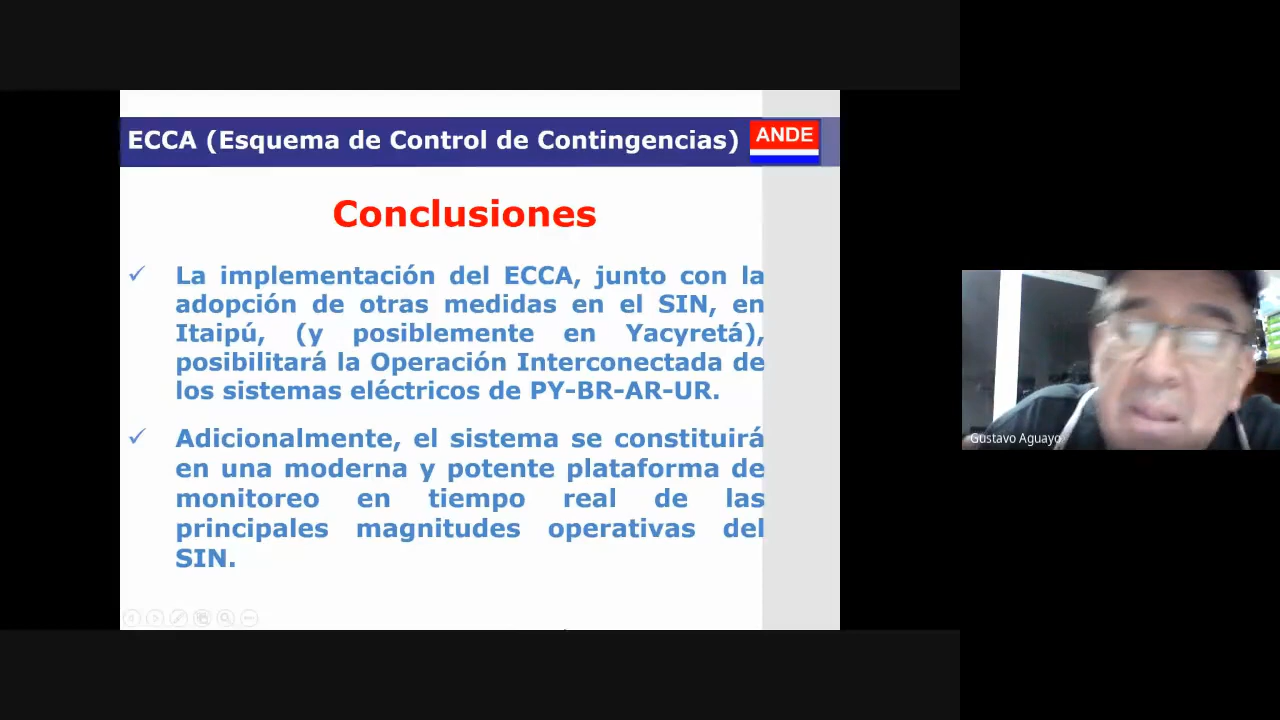 ECCA (Esquema de Control de Contingencias)
ANDE
Conclusiones
✓ La implementación del ECCA, junto con la
adopción de otras medidas en el SIN, en
Itaipú, (y posiblemente en Yacyretá),
posibilitará la Operación Interconectada de
los sistemas eléctricos de PY-BR-AR-UR.
✓ Adicionalmente, el sistema se constituirá
en una moderna y potente plataforma de
monitoreo en tiempo real de las
principales magnitudes operativas del
SIN.
Gustavo Aguayo